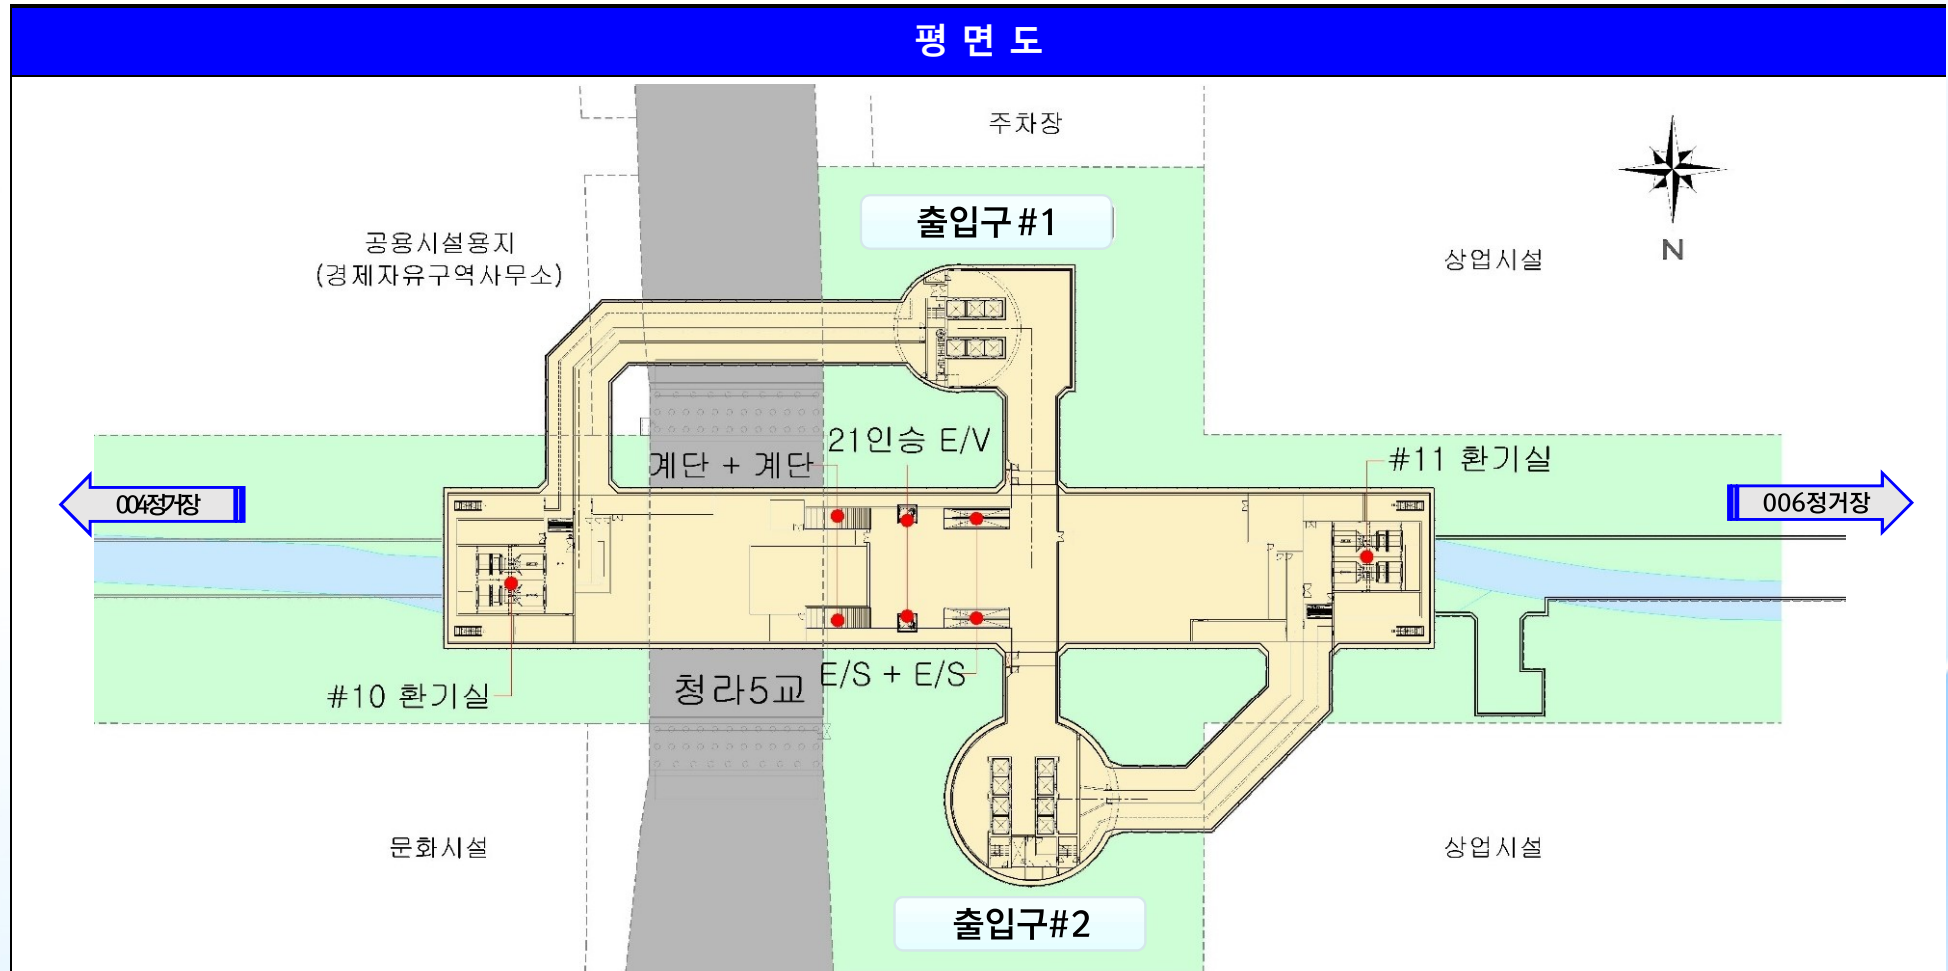 평 면 도
주차장
출입구 #1
공용시설용지
(경제자유구역사무소)
상업시설
N
21인승 E/V
계단 + 계단
#11 환기실
004정거장
006정거장
#10 환기실
청라5교
E/S + E/S
문화시설
상업시설
출입구#2